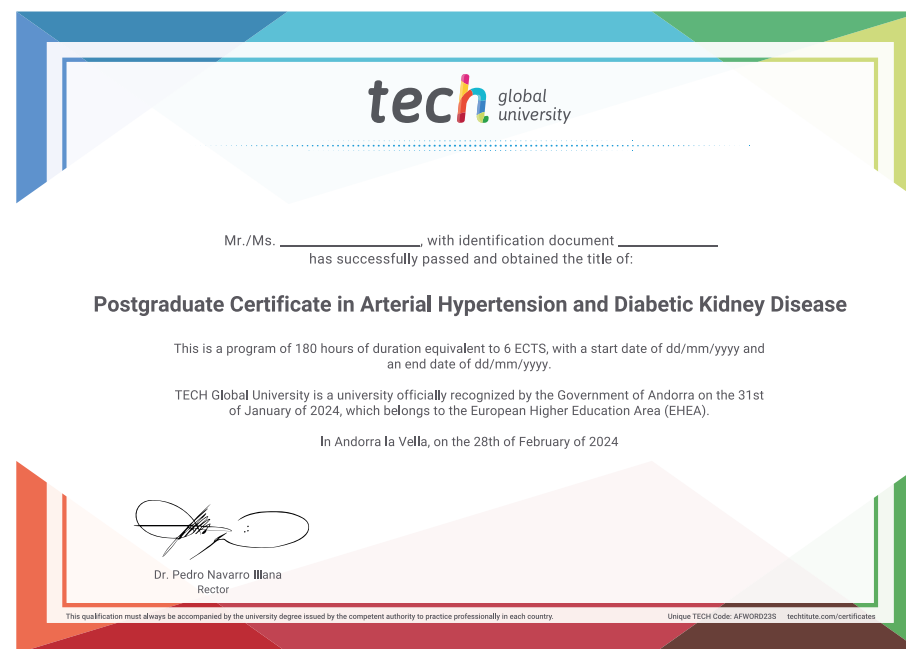 tech global university
Mr./Ms. ____________________, with identification document ______________
has successfully passed and obtained the title of:
Postgraduate Certificate in Arterial Hypertension and Diabetic Kidney Disease
This is a program of 180 hours of duration equivalent to 6 ECTS, with a start date of dd/mm/yyyy and
an end date of dd/mm/yyyy.
TECH Global University is a university officially recognized by the Government of Andorra on the 31st
of January of 2024, which belongs to the European Higher Education Area (EHEA).
In Andorra la Vella, on the 28th of February of 2024
Dr. Pedro Navarro Illana
Rector
This qualification must always be accompanied by the university degree issued by the competent authority to practice professionally in each country.
Unique TECH Code: AFWORD23S techtitute.com/certificates